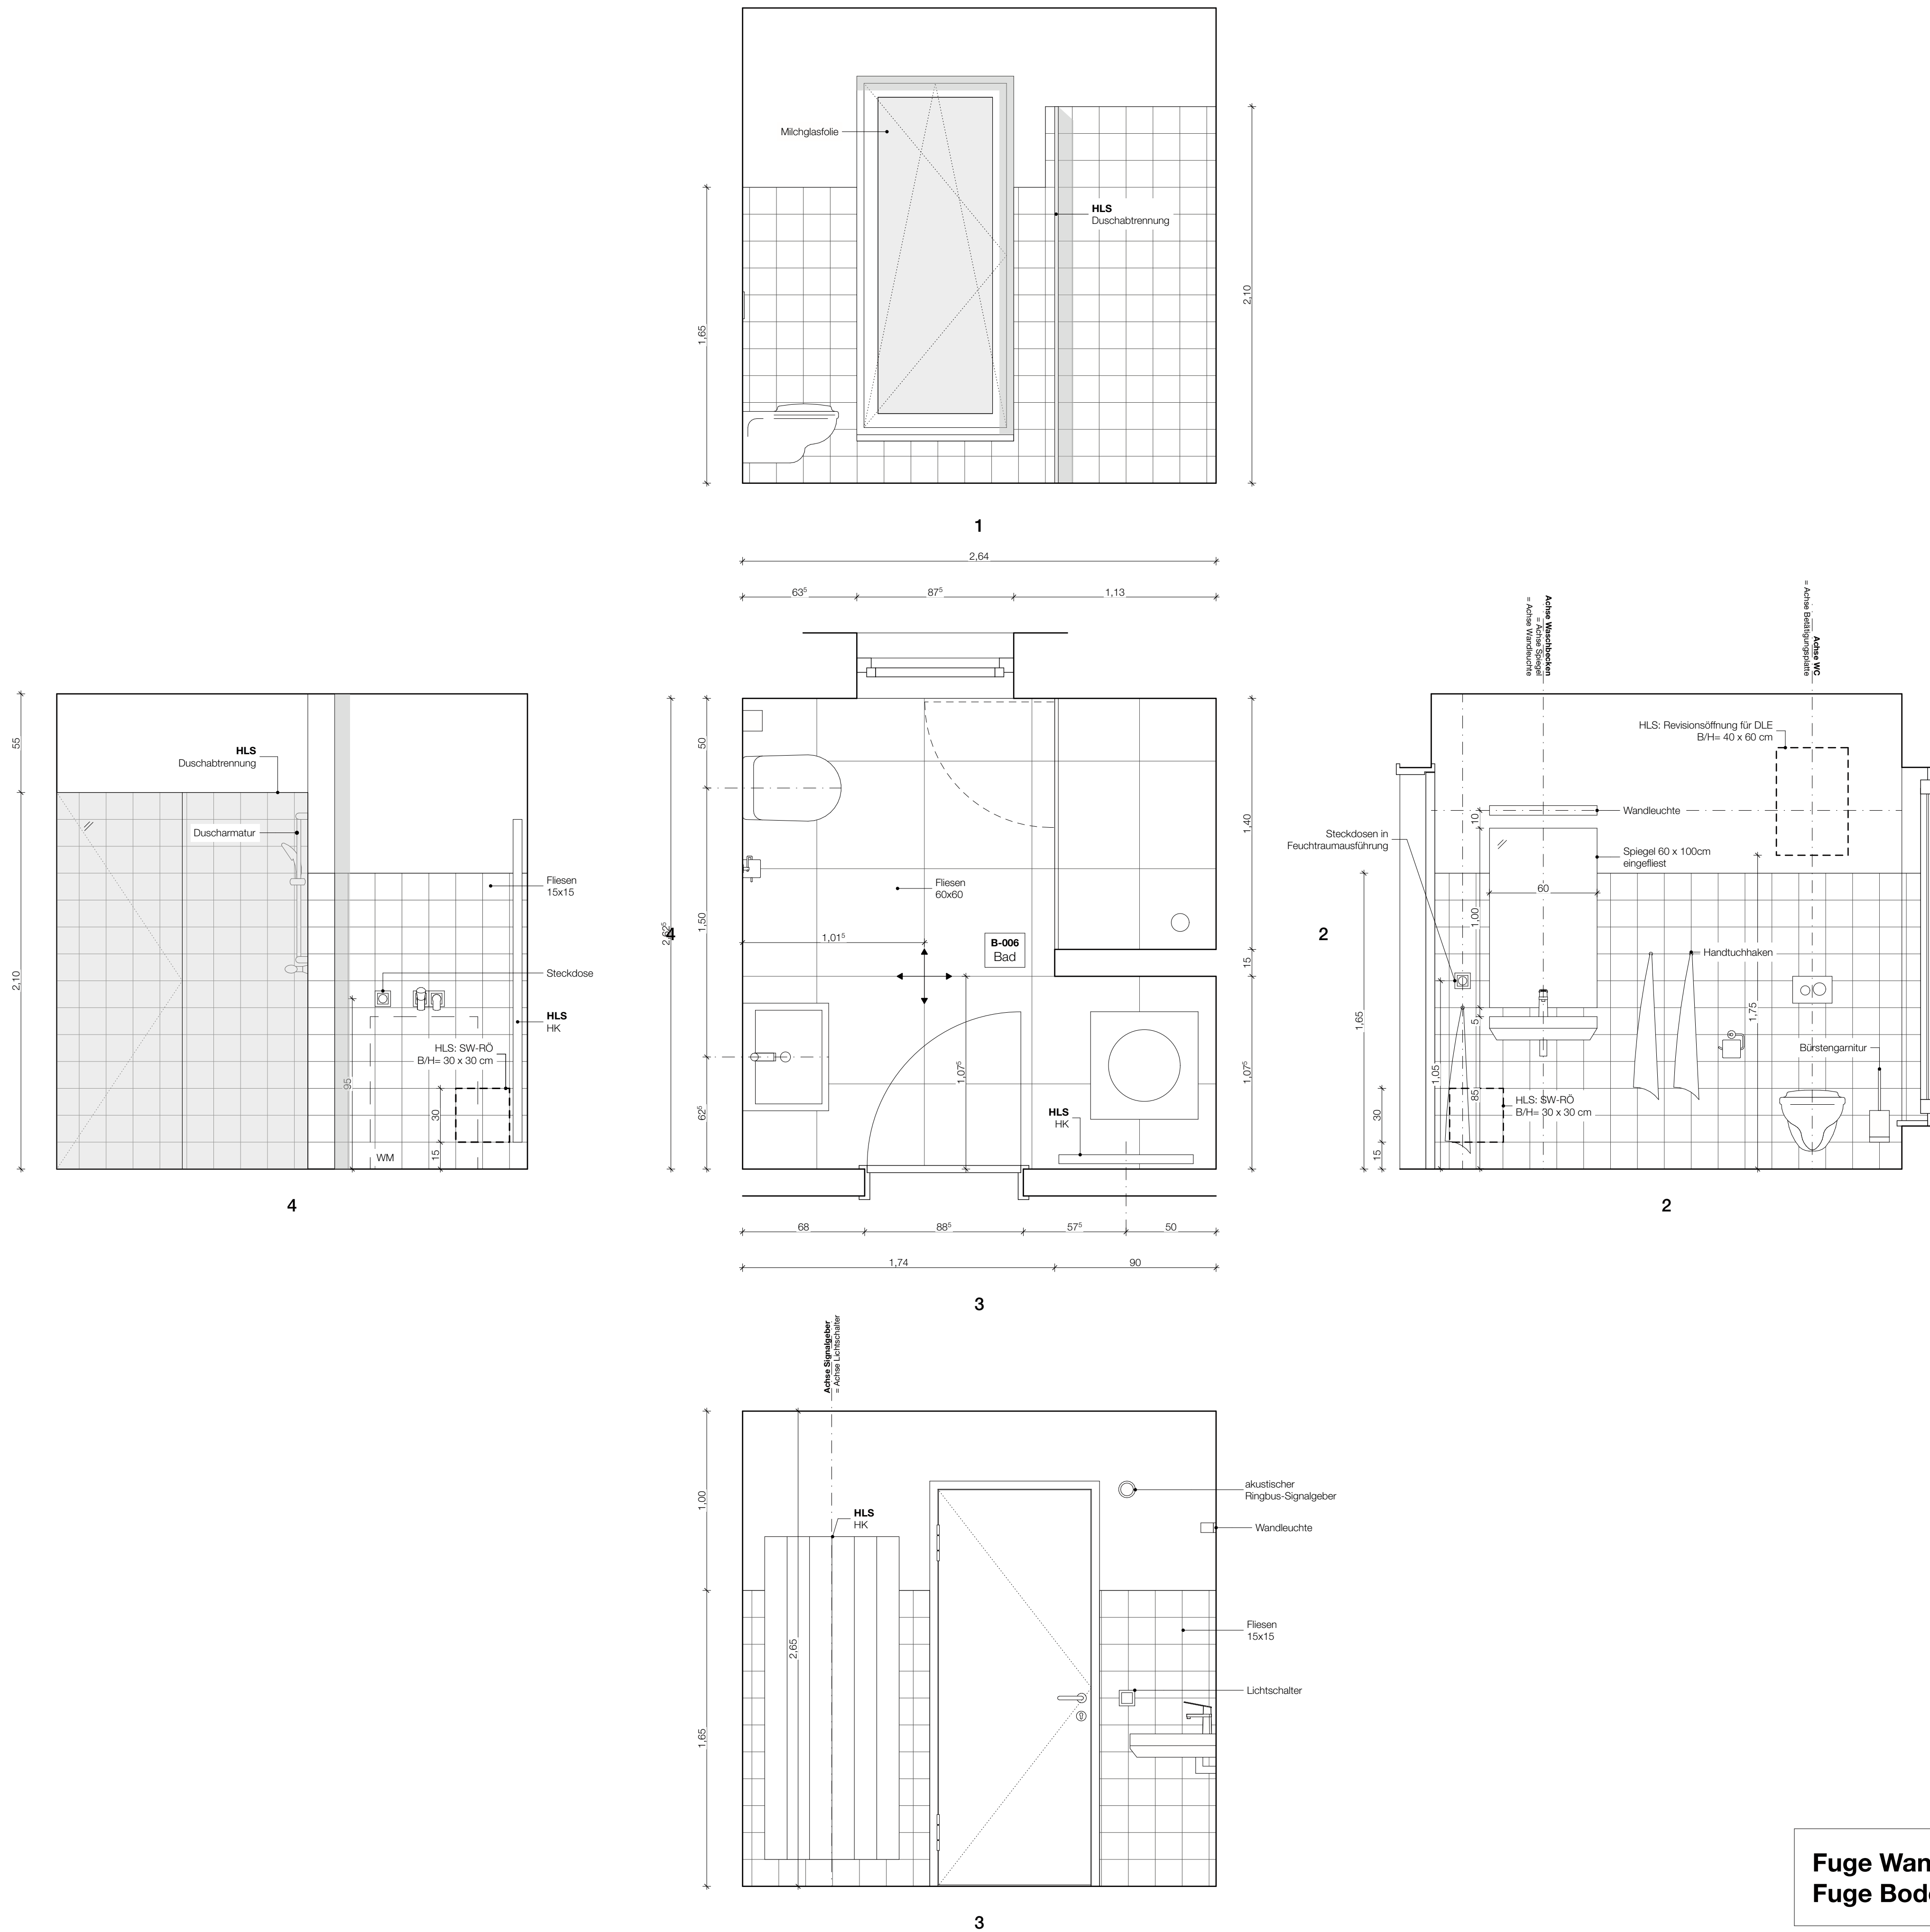 Milchglasfolie
HLS
Duschabtrennung
1,65
2,10
1
2,64
63⁵
87⁵
1,13
55
2,10
HLS
Duschabtrennung
Duscharmatur
Fliesen
15x15
Steckdose
HLS
HK
HLS: SW-RÖ
B/H= 30 x 30 cm
95
30
15
WM
4
50
1,50
62⁵
2,62⁵
4
Fliesen
60x60
1,01⁵
B-006
Bad
1,07⁵
HLS
HK
1,40
15
1,07⁵
2
68
88⁵
57⁵
50
1,74
90
3
Achse Waschbecken
= Achse Spiegel
= Achse Wandleuchte
Achse WC
= Achse Betätigungsplatte
HLS: Revisionsöffnung für DLE
B/H= 40 x 60 cm
Wandleuchte
Steckdosen in
Feuchtraumausführung
Spiegel 60 x 100cm
eingefliest
10
60
1,00
Handtuchhaken
1,75
5
1,65
1,05
85
Bürstengarnitur
HLS: SW-RÖ
B/H= 30 x 30 cm
30
15
2
Achse Signalgeber
= Achse Lichtschalter
1,00
2,65
1,65
HLS
HK
akustischer
Ringbus-Signalgeber
Wandleuchte
Fliesen
15x15
Lichtschalter
3
Fuge Wan
Fuge Bod